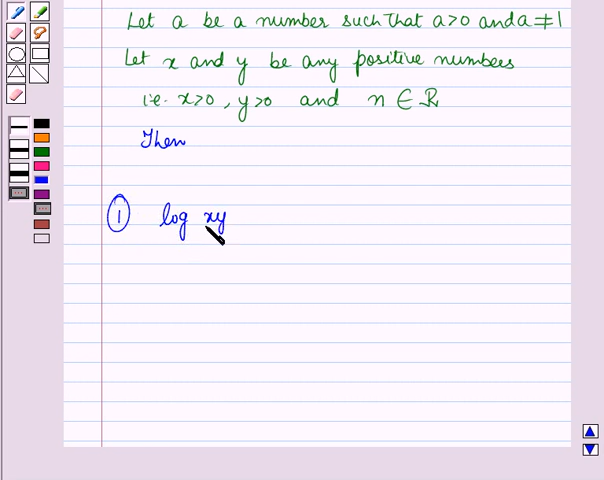 Let a be a number such that a>0 and a≠1
Let x and y be any positive numbers
i.e. x>0, y>0 and n ∈ R
Then
① log xy